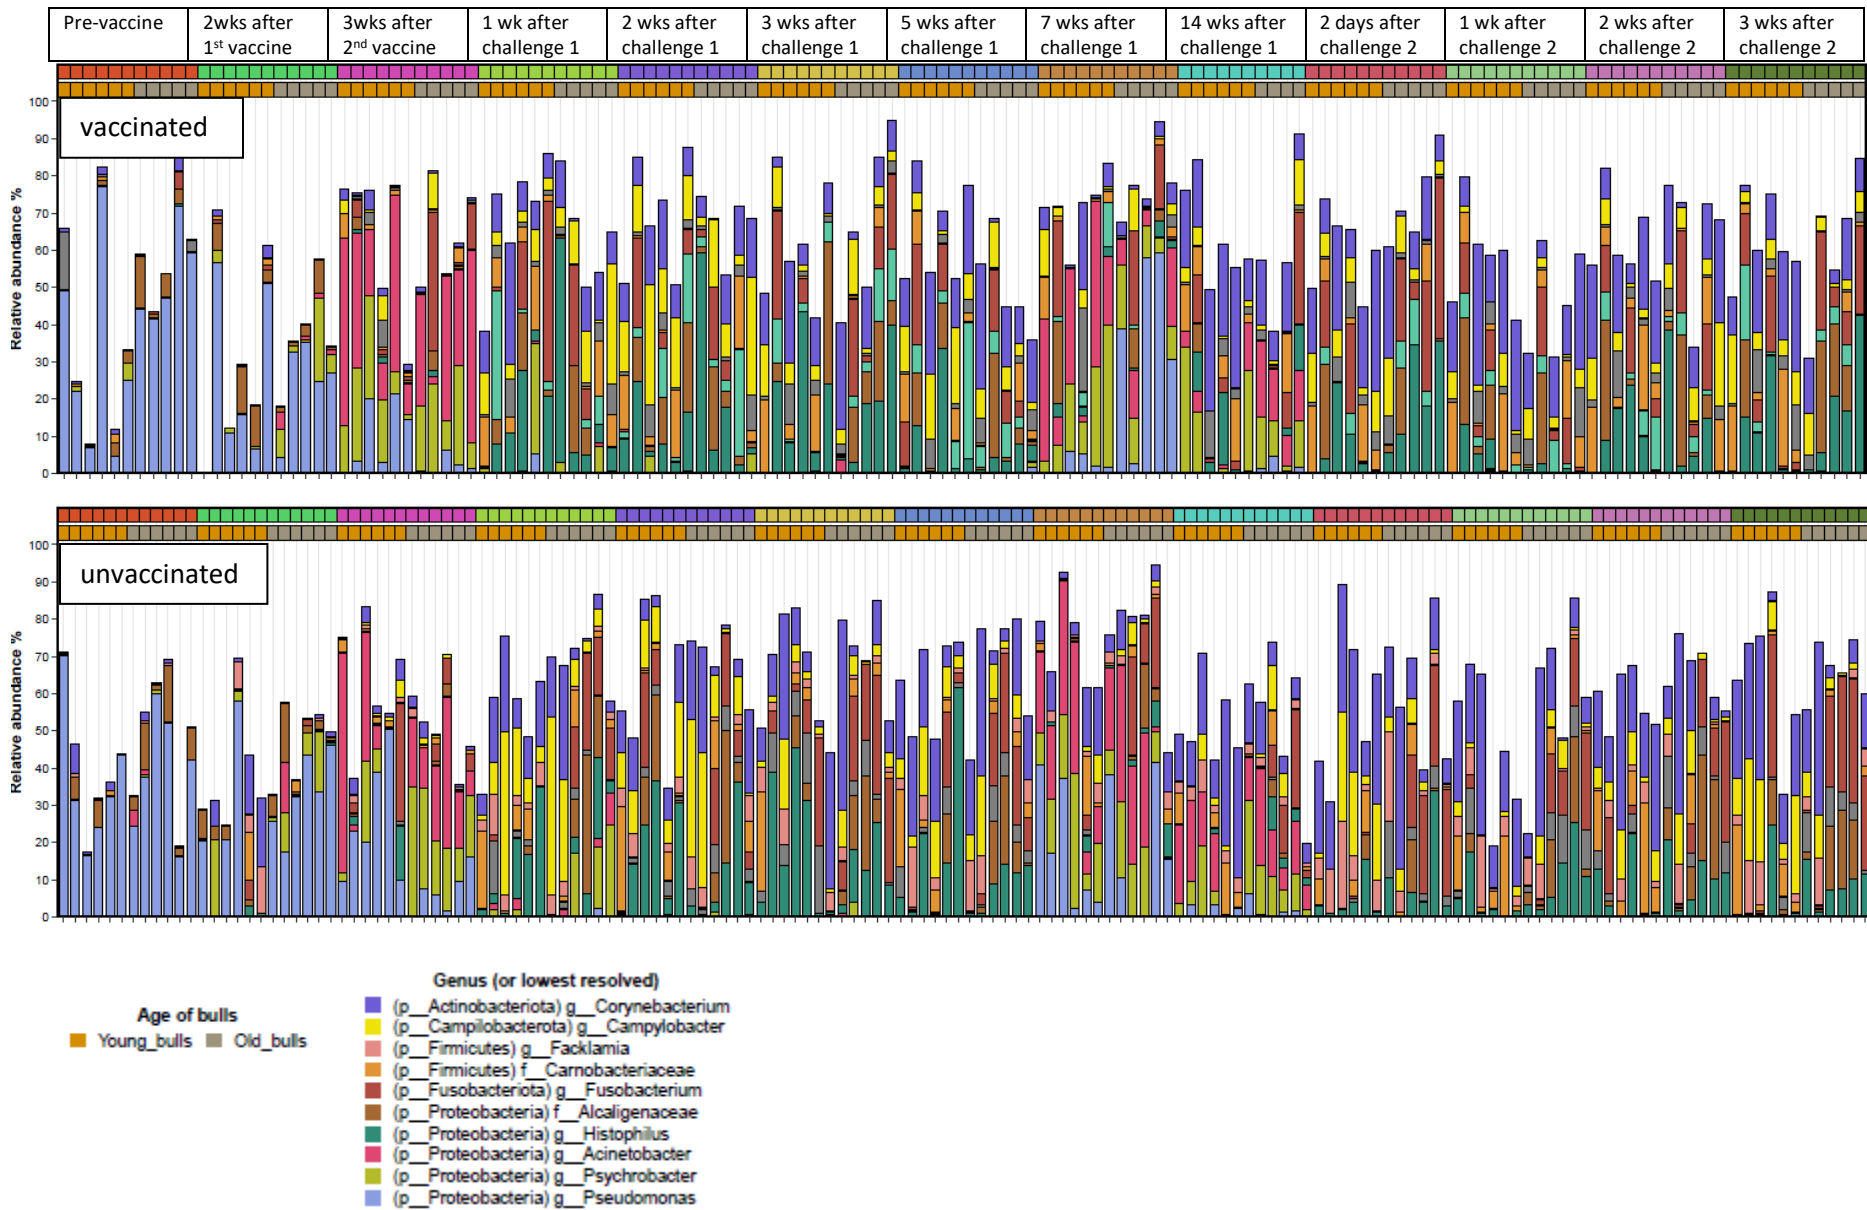 Pre-vaccine
2wks after
1st vaccine
3wks after
2nd vaccine
1 wk after
challenge 1
2 wks after
challenge 1
3 wks after
challenge 1
5 wks after
challenge 1
7 wks after
challenge 1
14 wks after
challenge 1
2 days after
challenge 2
1 wk after
challenge 2
2 wks after
challenge 2
3 wks after
challenge 2
vaccinated
Relative abundance %
100
90
80
70
60
50
40
30
20
10
0
unvaccinated
Relative abundance %
100
90
80
70
60
50
40
30
20
10
0
Age of bulls
Young_bulls
Old_bulls
Genus (or lowest resolved)
(p__Actinobacteriota) g__Corynebacterium
(p__Campilobacterota) g__Campylobacter
(p__Firmicutes) g__Facklamia
(p__Firmicutes) f__Carnobacteriaceae
(p__Fusobacteriota) g__Fusobacterium
(p__Proteobacteria) f__Alcaligenaceae
(p__Proteobacteria) g__Histophilus
(p__Proteobacteria) g__Acinetobacter
(p__Proteobacteria) g__Psychrobacter
(p__Proteobacteria) g__Pseudomonas